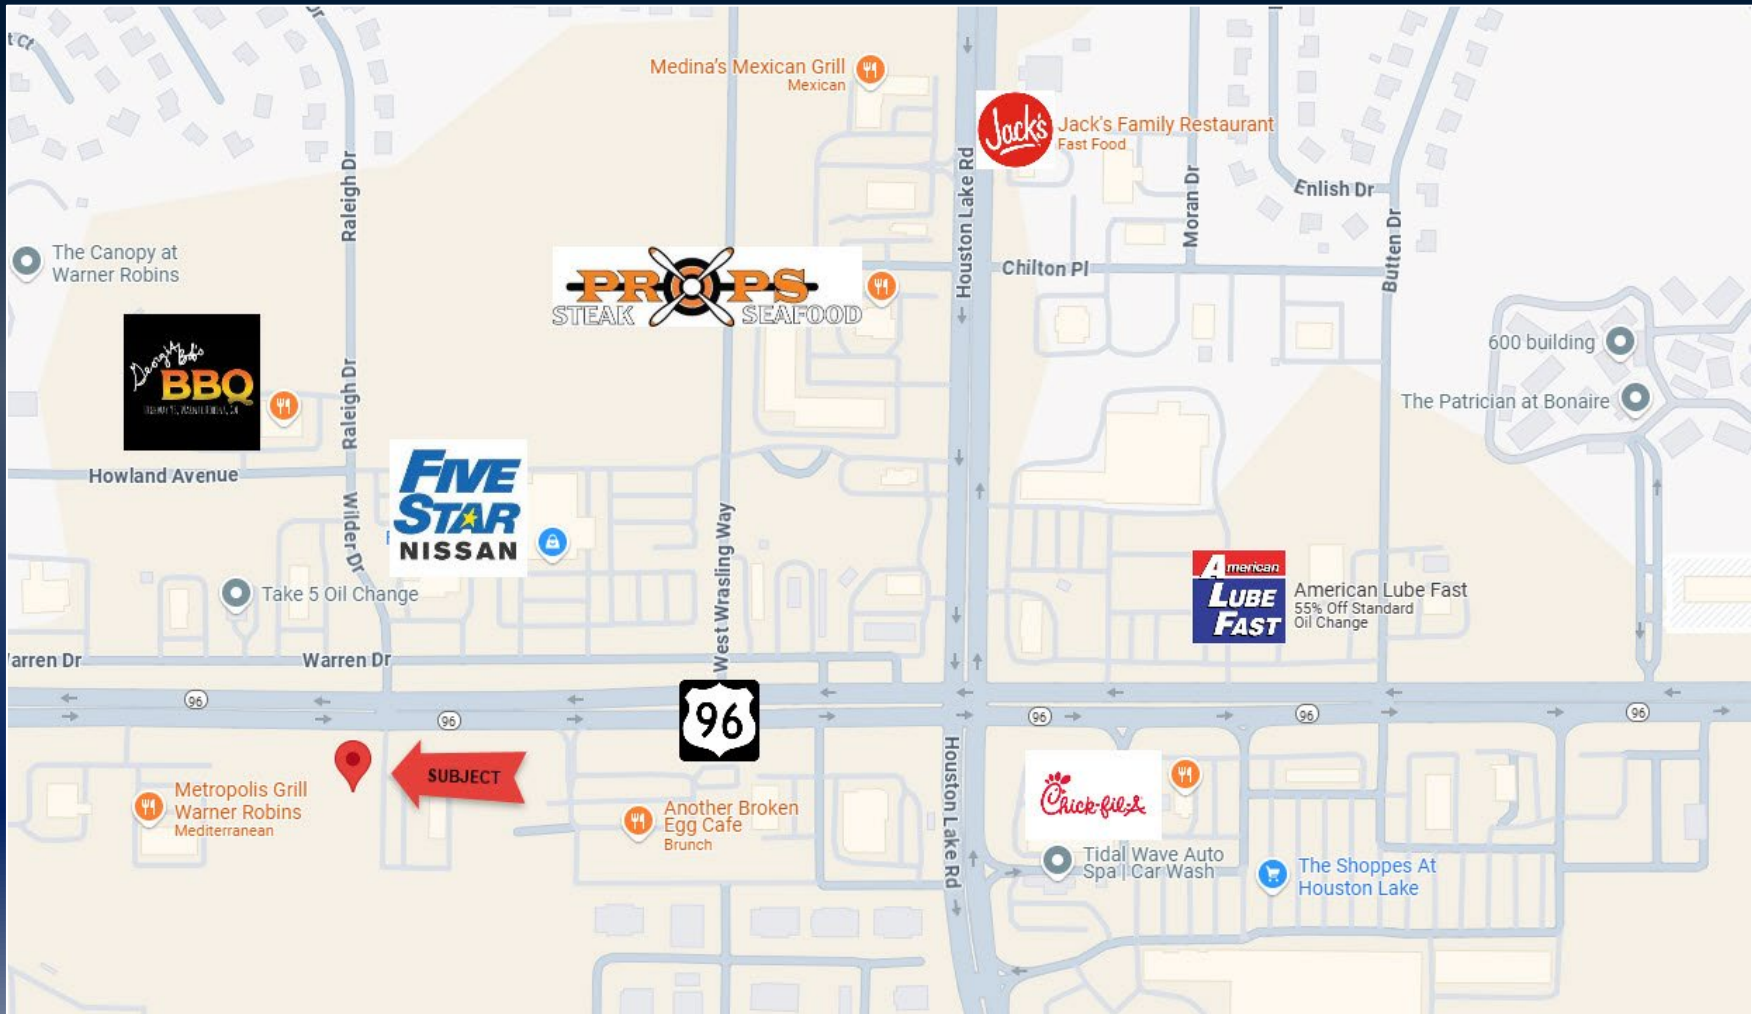 t Ct
Dr
Medina's Mexican Grill
Mexican
Jack's
Jack's Family Restaurant
Fast Food
Houston Lake Rd
Raleigh Dr
Moran Dr
Enlish Dr
Butten Dr
The Canopy at
Warner Robins
Chilton Pl
PROPS
STEAK SEAFOOD
Georgia Bob's
BBQ
Raleigh Dr
600 building
The Patrician at Bonaire
Howland Avenue
FIVE
STAR
NISSAN
Wilder Dr
West Wrasling Way
Take 5 Oil Change
American
LUBE
FAST
American Lube Fast
55% Off Standard
Oil Change
arren Dr
Warren Dr
96
96
96
96
96
96
SUBJECT
Metropolis Grill
Warner Robins
Mediterranean
Another Broken
Egg Cafe
Brunch
Houston Lake Rd
Chick-fil-A
Tidal Wave Auto
Spa | Car Wash
The Shoppes At
Houston Lake